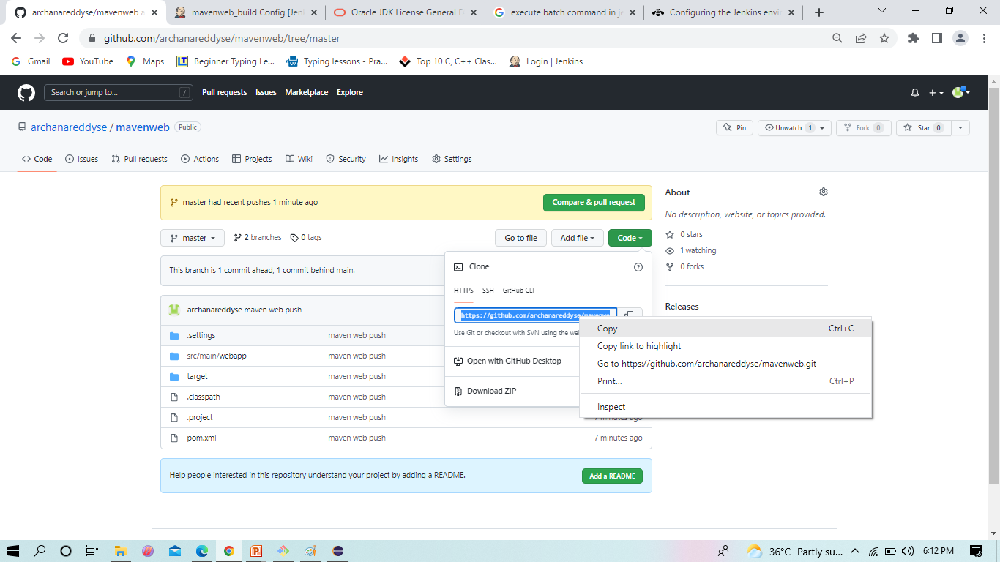 archanareddyse/mavenweb a
mavenweb_build Config [Jen
Oracle JDK License General F
execute batch command in je
Configuring the Jenkins envi
github.com/archanareddyse/mavenweb/tree/master
Gmail YouTube Maps Beginner Typing Le... Typing lessons - Pra... Top 10 C, C++ Clas... Login | Jenkins
Search or jump to... / Pull requests Issues Marketplace Explore
archanareddyse / mavenweb Public
Pin Unwatch 1 Fork 0 Star 0
Code Issues Pull requests Actions Projects Wiki Security Insights Settings
master had recent pushes 1 minute ago Compare & pull request
master 2 branches 0 tags Go to file Add file Code
This branch is 1 commit ahead, 1 commit behind main.
archanareddyse maven web push
.settings maven web push
src/main/webapp maven web push
target maven web push
.classpath maven web push
.project maven web push 7 minutes ago
pom.xml maven web push 7 minutes ago
Clone
HTTPS SSH GitHub CLI
https://github.com/archanareddyse/mavenwe
Use Git or checkout with SVN using the we
Open with GitHub Desktop
Download ZIP
Copy Ctrl+C
Copy link to highlight
Go to https://github.com/archanareddyse/mavenweb.git
Print... Ctrl+P
Inspect
Help people interested in this repository understand your project by adding a README. Add a README
About
No description, website, or topics provided.
0 stars
1 watching
0 forks
Releases
36°C Partly su... 6:12 PM